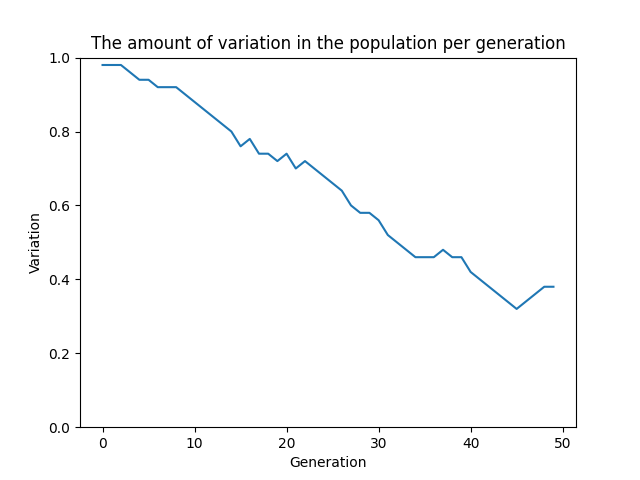 The amount of variation in the population per generation
1.0
0.8
0.6
0.4
0.2
0.0
Variation
0 10 20 30 40 50
Generation